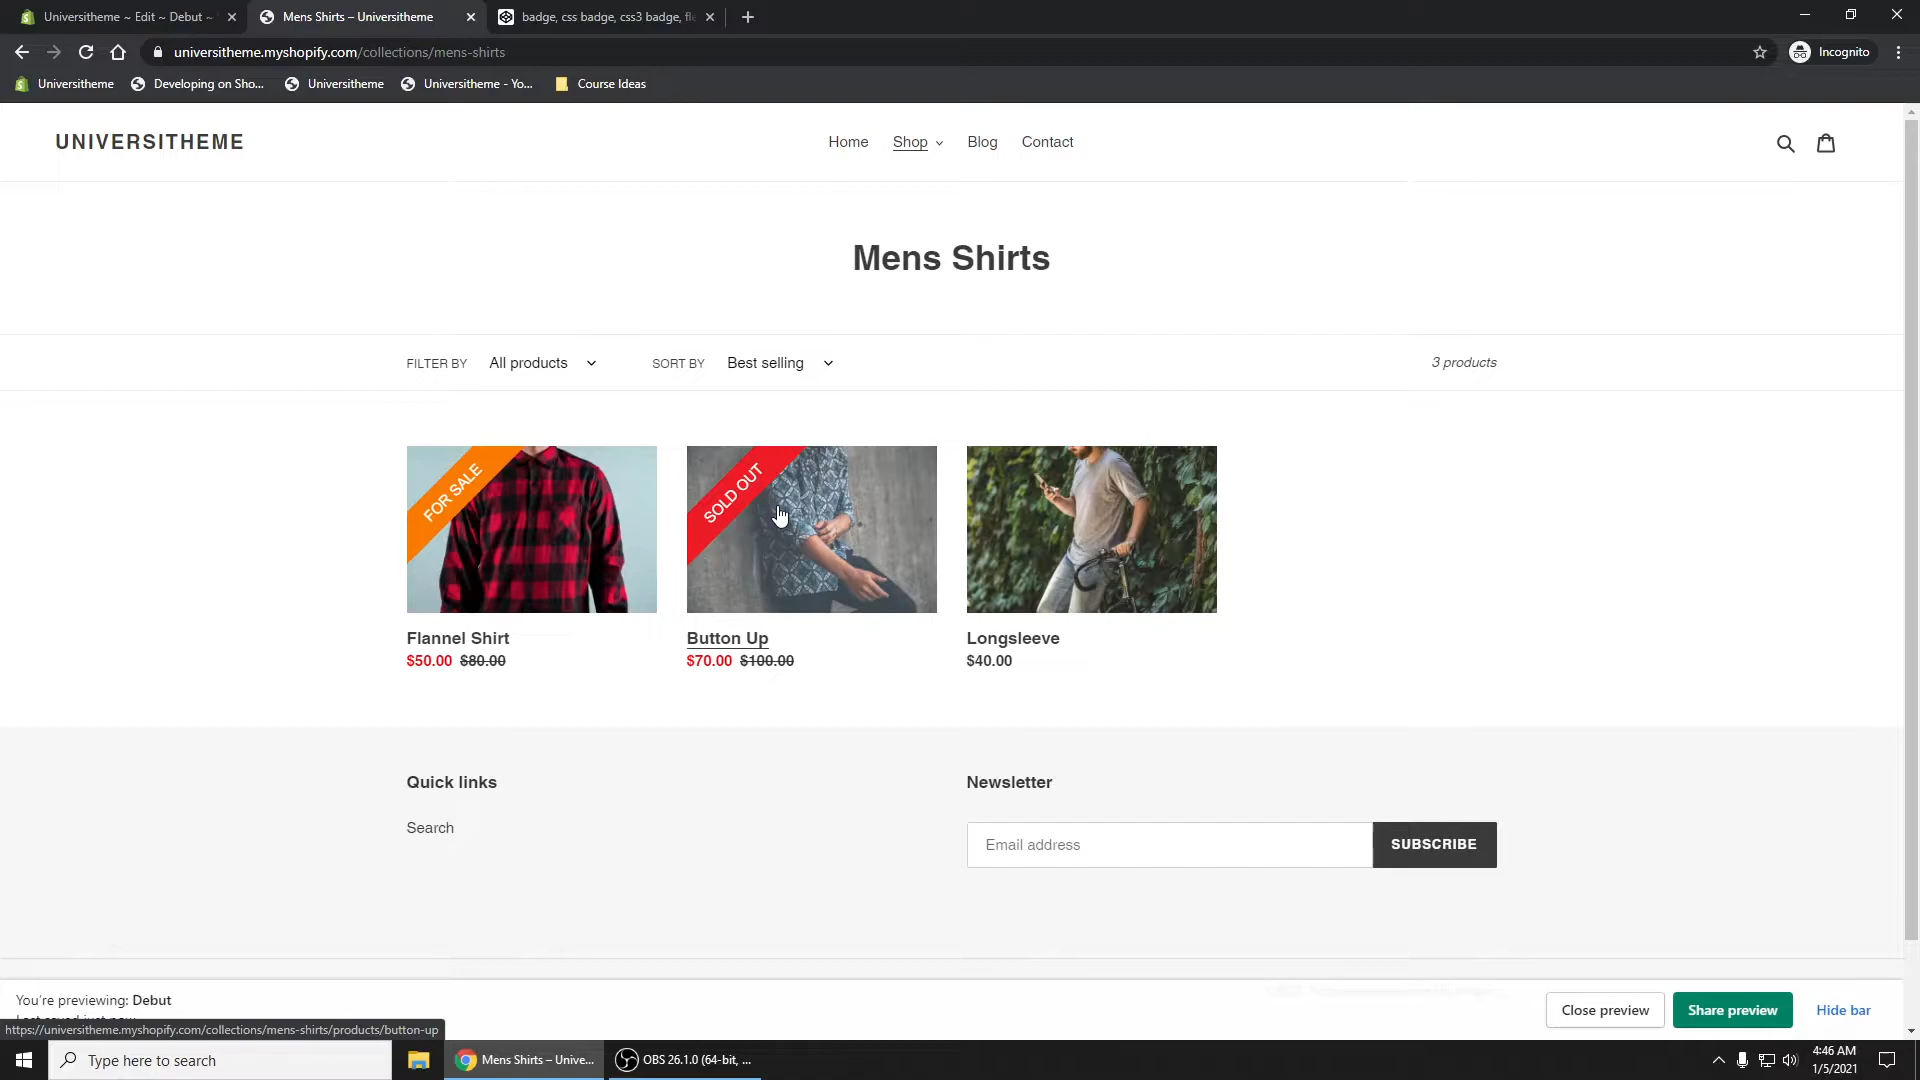 Universitheme ~ Edit ~ Debut ~
Mens Shirts – Universitheme
badge, css badge, css3 badge, fl
universitheme.myshopify.com/collections/mens-shirts
Incognito
Universitheme
Developing on Sho...
Universitheme
Universitheme - Yo...
Course Ideas
UNIVERSITHEME
Home
Shop
Blog
Contact
Mens Shirts
FILTER BY
All products
SORT BY
Best selling
3 products
FOR SALE
SOLD OUT
Flannel Shirt
Button Up
Longsleeve
$50.00 $80.00
$70.00 $100.00
$40.00
Quick links
Newsletter
Search
Email address
SUBSCRIBE
You're previewing: Debut
Close preview
Share preview
Hide bar
https://universitheme.myshopify.com/collections/mens-shirts/products/button-up
Type here to search
Mens Shirts – Unive...
OBS 26.1.0 (64-bit, ...
4:46 AM
1/5/2021